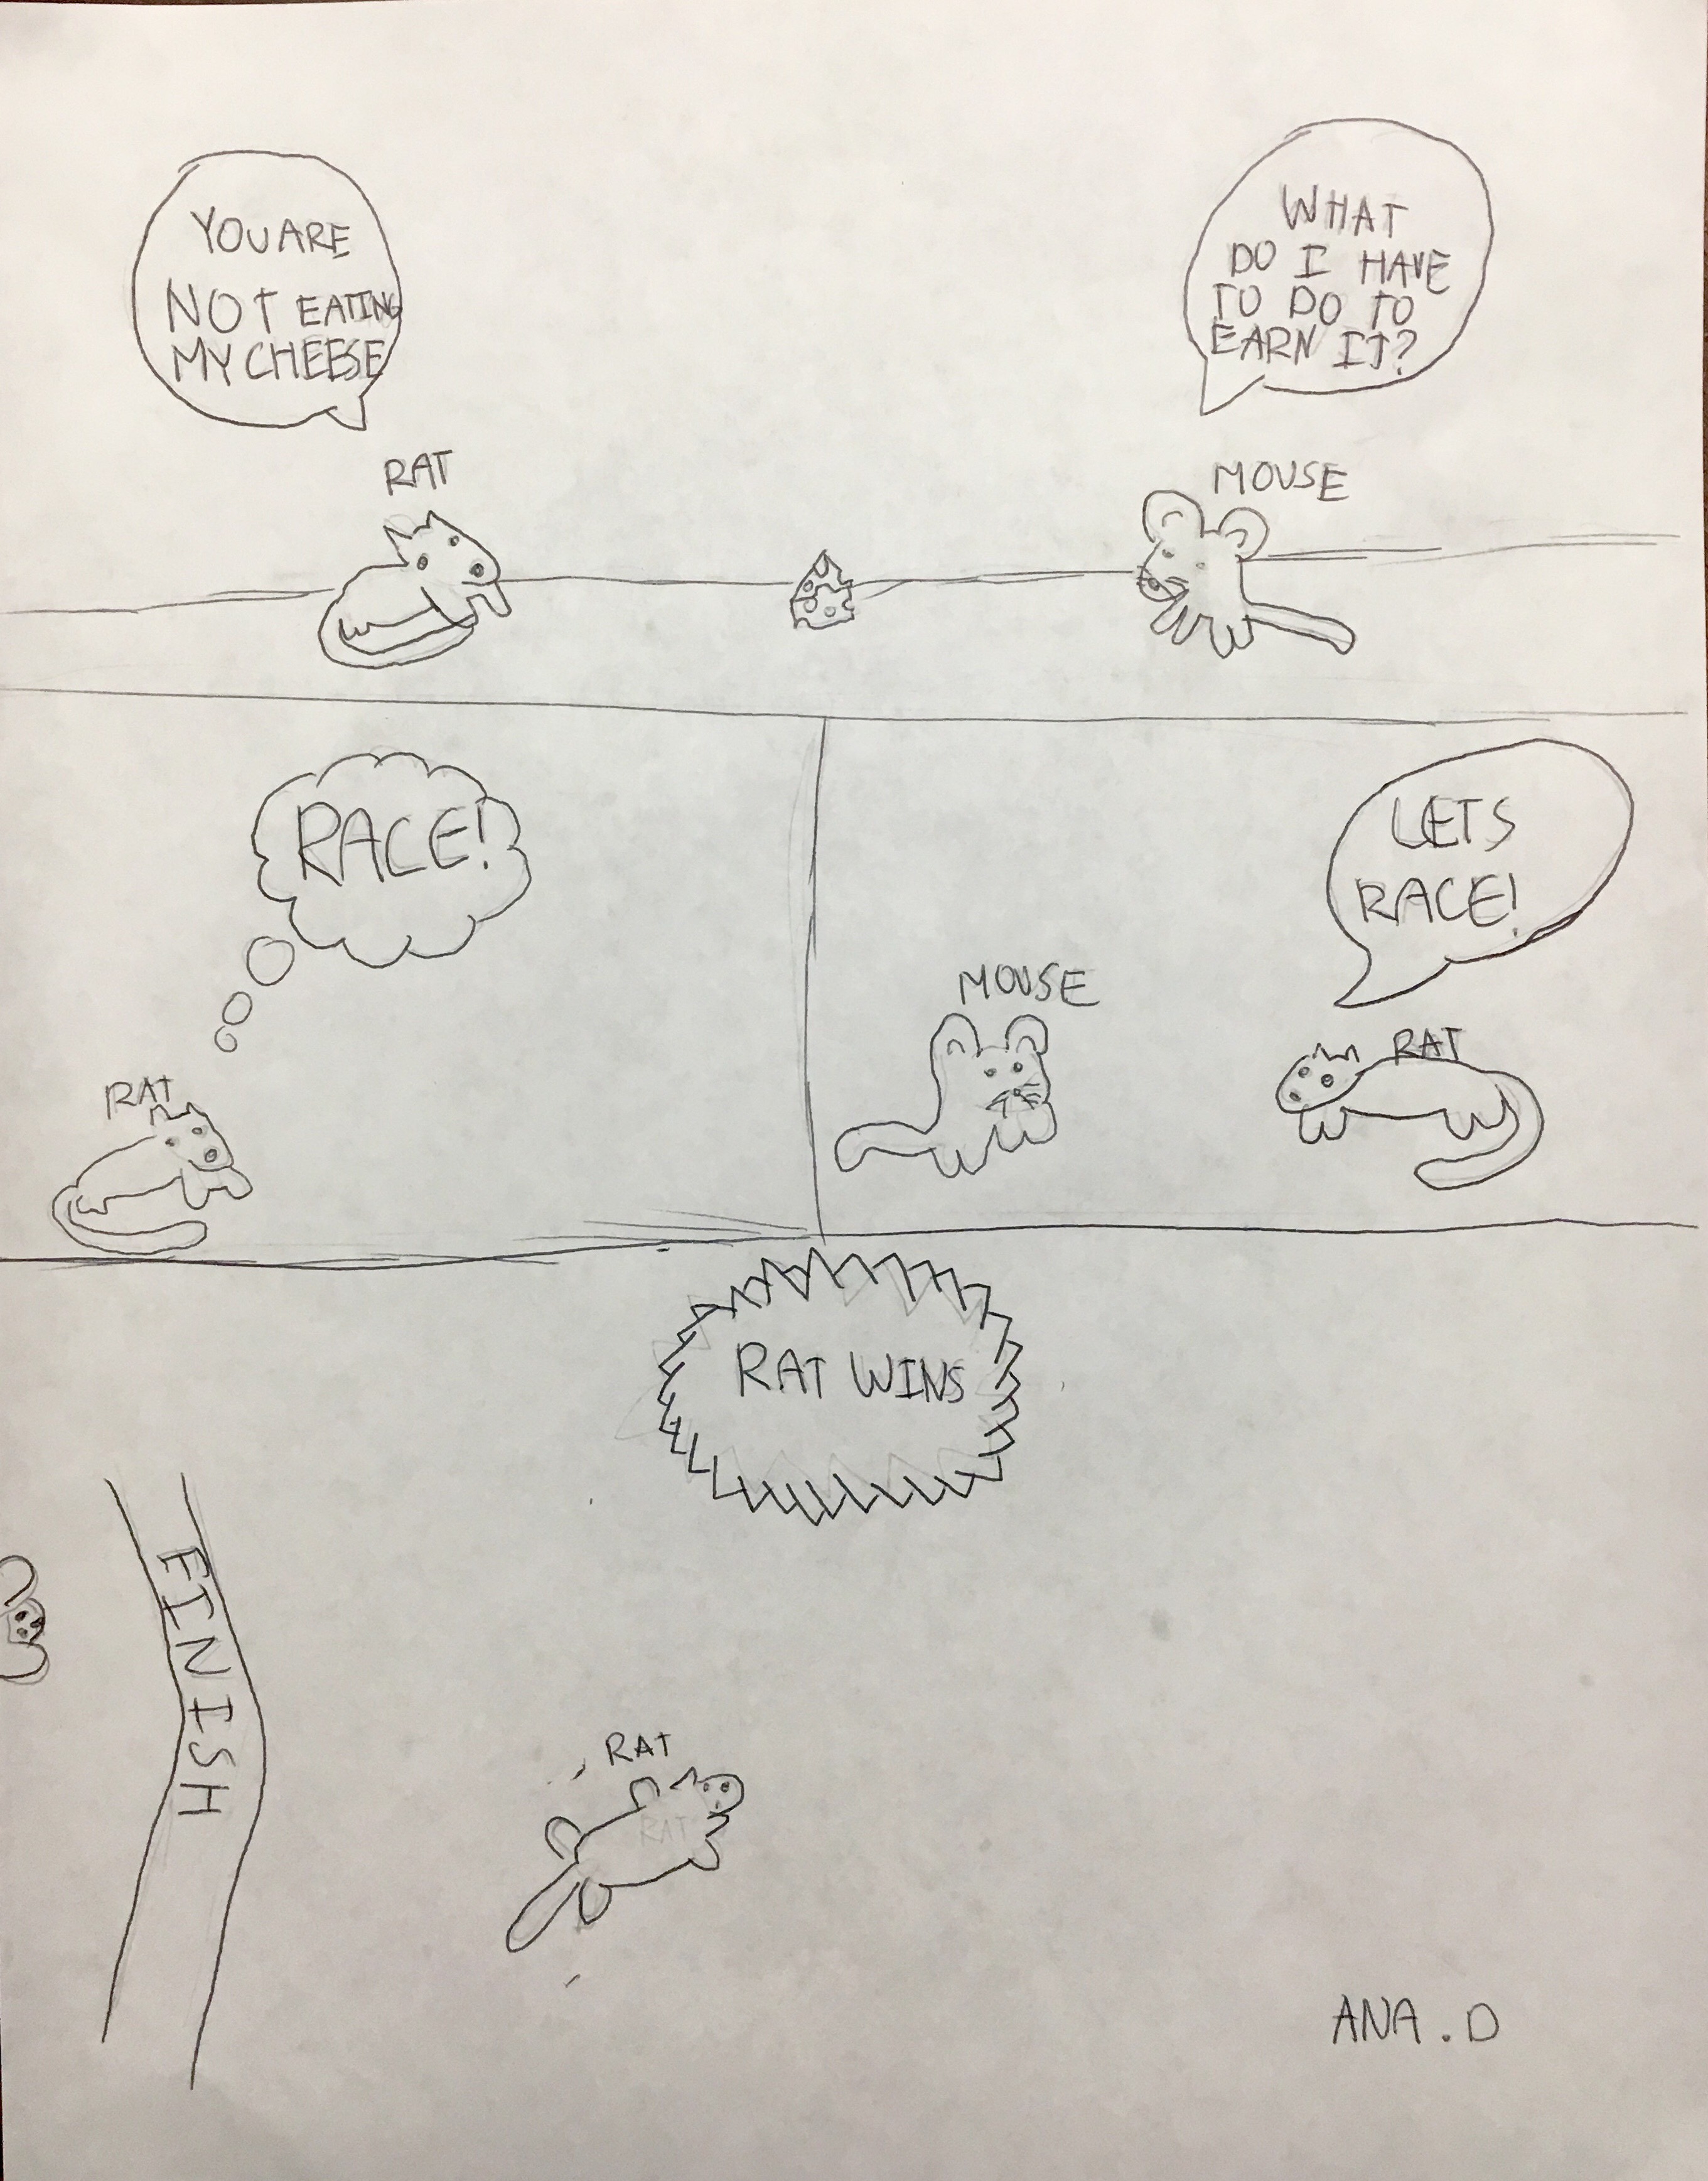 YOU ARE
NOT EATING
MY CHEESE
WHAT
DO I HAVE
TO DO TO
EARN IT?
RAT
MOUSE
RACE!
RAT
LETS
RACE!
MOUSE
RAT
RAT WINS
FINISH
RAT
RAT
ANA.D